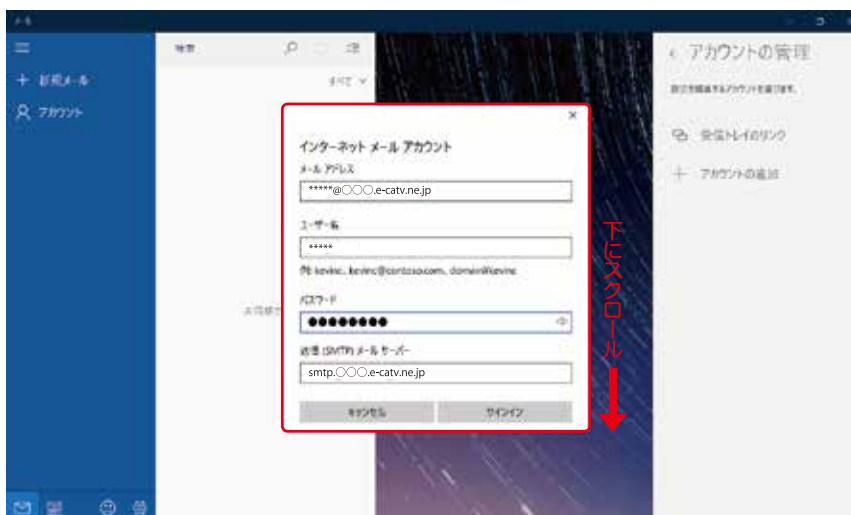 メール
検索
アカウントの管理
新規メール
すべて
アカウント
受信トレイのリンク
アカウントの追加
インターネット メール アカウント
メール アドレス
*****@○○○.e-catv.ne.jp
ユーザー名
*****
例: kevinc、kevinc@contoso.com、domain\kevinc
パスワード
●●●●●●●●
送信 (SMTP) メール サーバー
smtp.○○○.e-catv.ne.jp
キャンセル
サインイン
下にスクロール